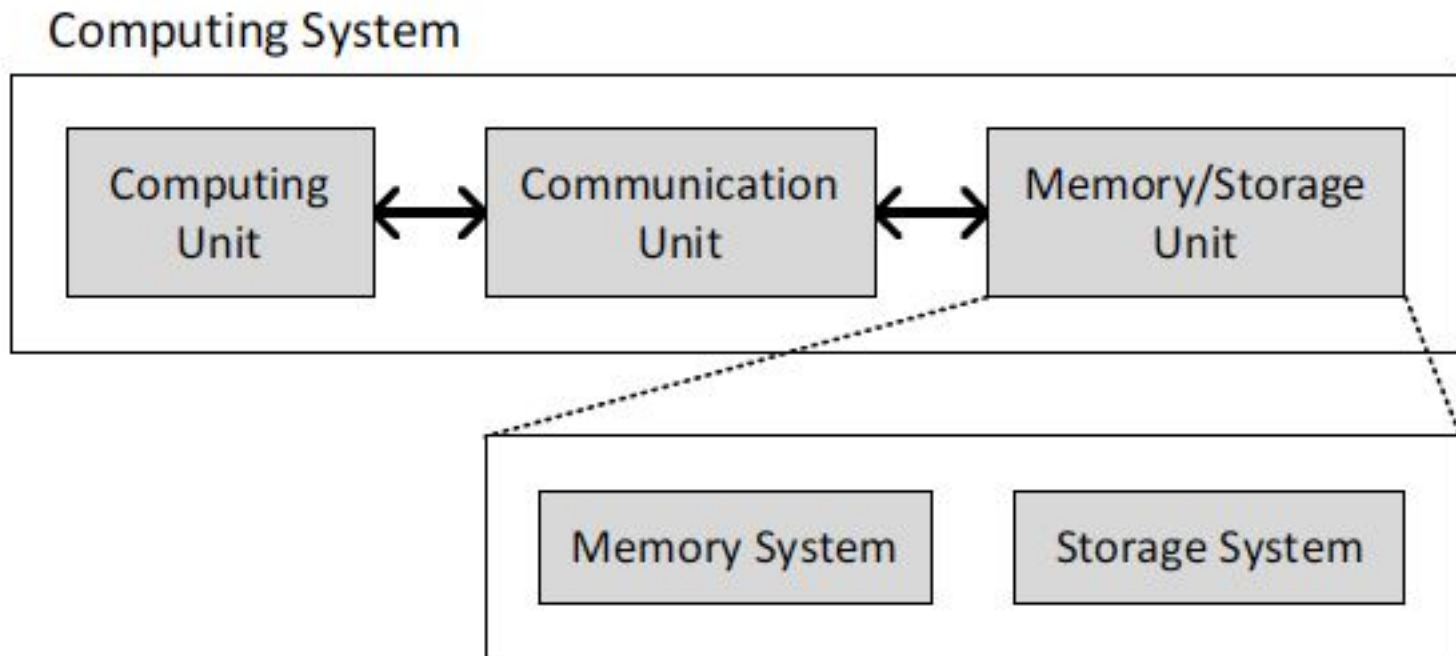 Computing System
Computing
Unit
Communication
Unit
Memory/Storage
Unit
Memory System
Storage System